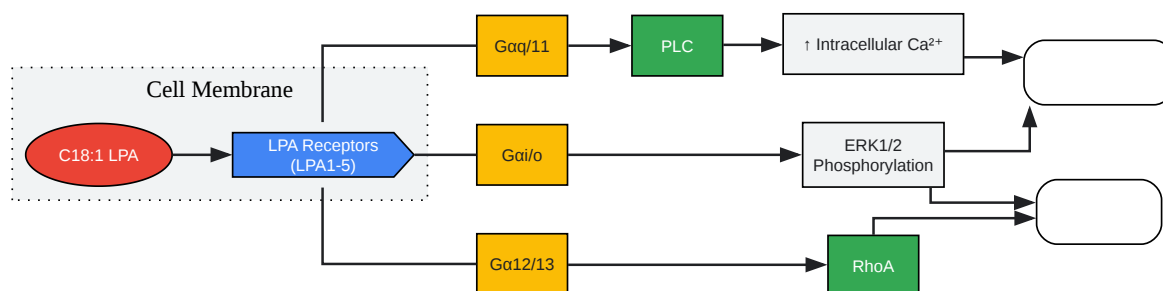 Gαq/11
PLC
↑ Intracellular Ca²⁺
Cell Membrane
C18:1 LPA
LPA Receptors
(LPA1-5)
Gαi/o
ERK1/2
Phosphorylation
Gα12/13
RhoA